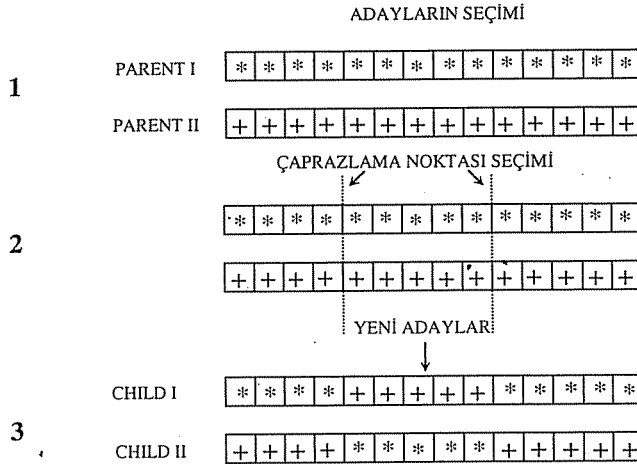 ADAYLARIN SEÇİMİ
1
PARENT I * * * * * * * * * * * * * *
PARENT II + + + + + + + + + + + + + +
ÇAPRAZLAMA NOKTASI SEÇİMİ
2
* * * * * * * * * * * * * *
+ + + + + + + + + + + + + +
YENİ ADAYLAR
CHILD I * * * * + + + + + * * * * *
3
CHILD II + + + + * * * * * + + + + +